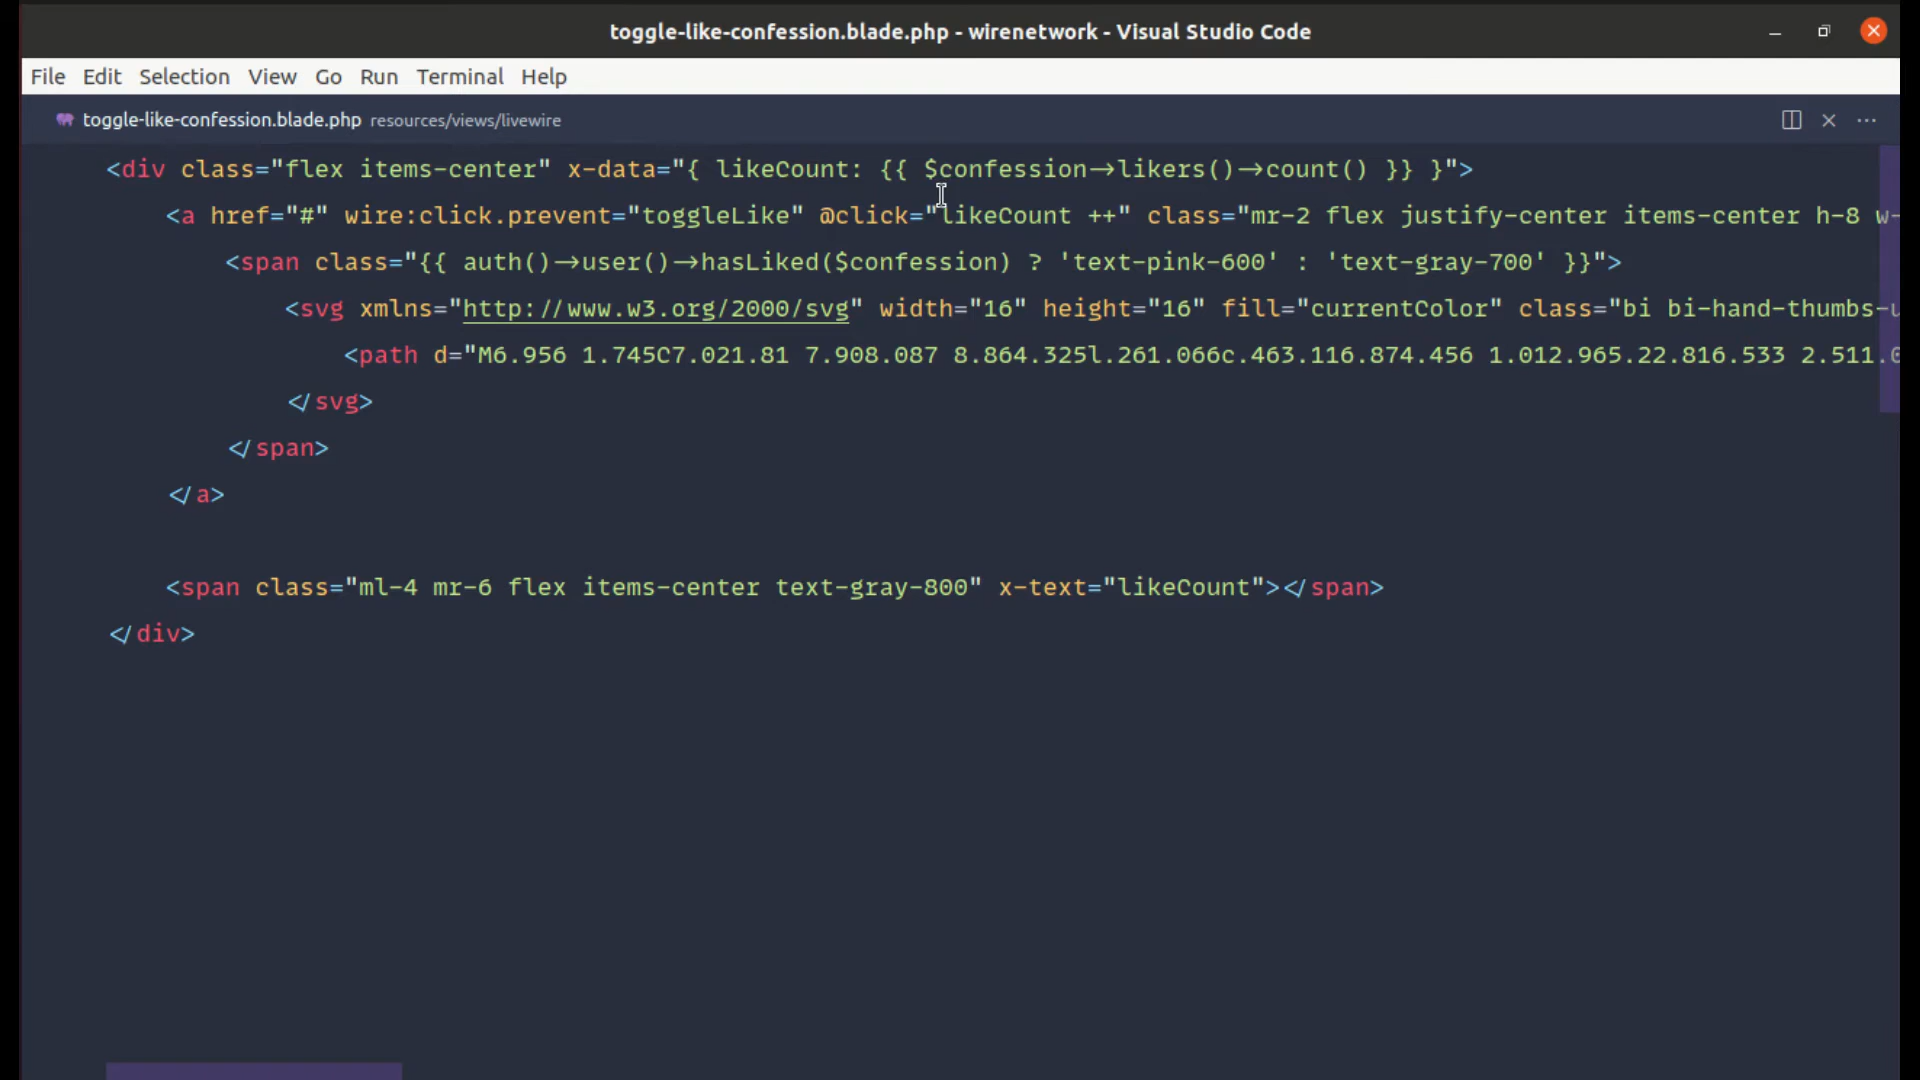 toggle-like-confession.blade.php - wirenetwork - Visual Studio Code
File Edit Selection View Go Run Terminal Help
toggle-like-confession.blade.php resources/views/livewire
<div class="flex items-center" x-data="{ likeCount: {{ $confession->likers()->count() }} }">
<a href="#" wire:click.prevent="toggleLike" @click="likeCount ++" class="mr-2 flex justify-center items-center h-8 w-
<span class="{{ auth()->user()->hasLiked($confession) ? 'text-pink-600' : 'text-gray-700' }}">
<svg xmlns="http://www.w3.org/2000/svg" width="16" height="16" fill="currentColor" class="bi bi-hand-thumbs-u
<path d="M6.956 1.745C7.021.81 7.908.087 8.864.325l.261.066c.463.116.874.456 1.012.965.22.816.533 2.511.0
</svg>
</span>
</a>
<span class="ml-4 mr-6 flex items-center text-gray-800" x-text="likeCount"></span>
</div>